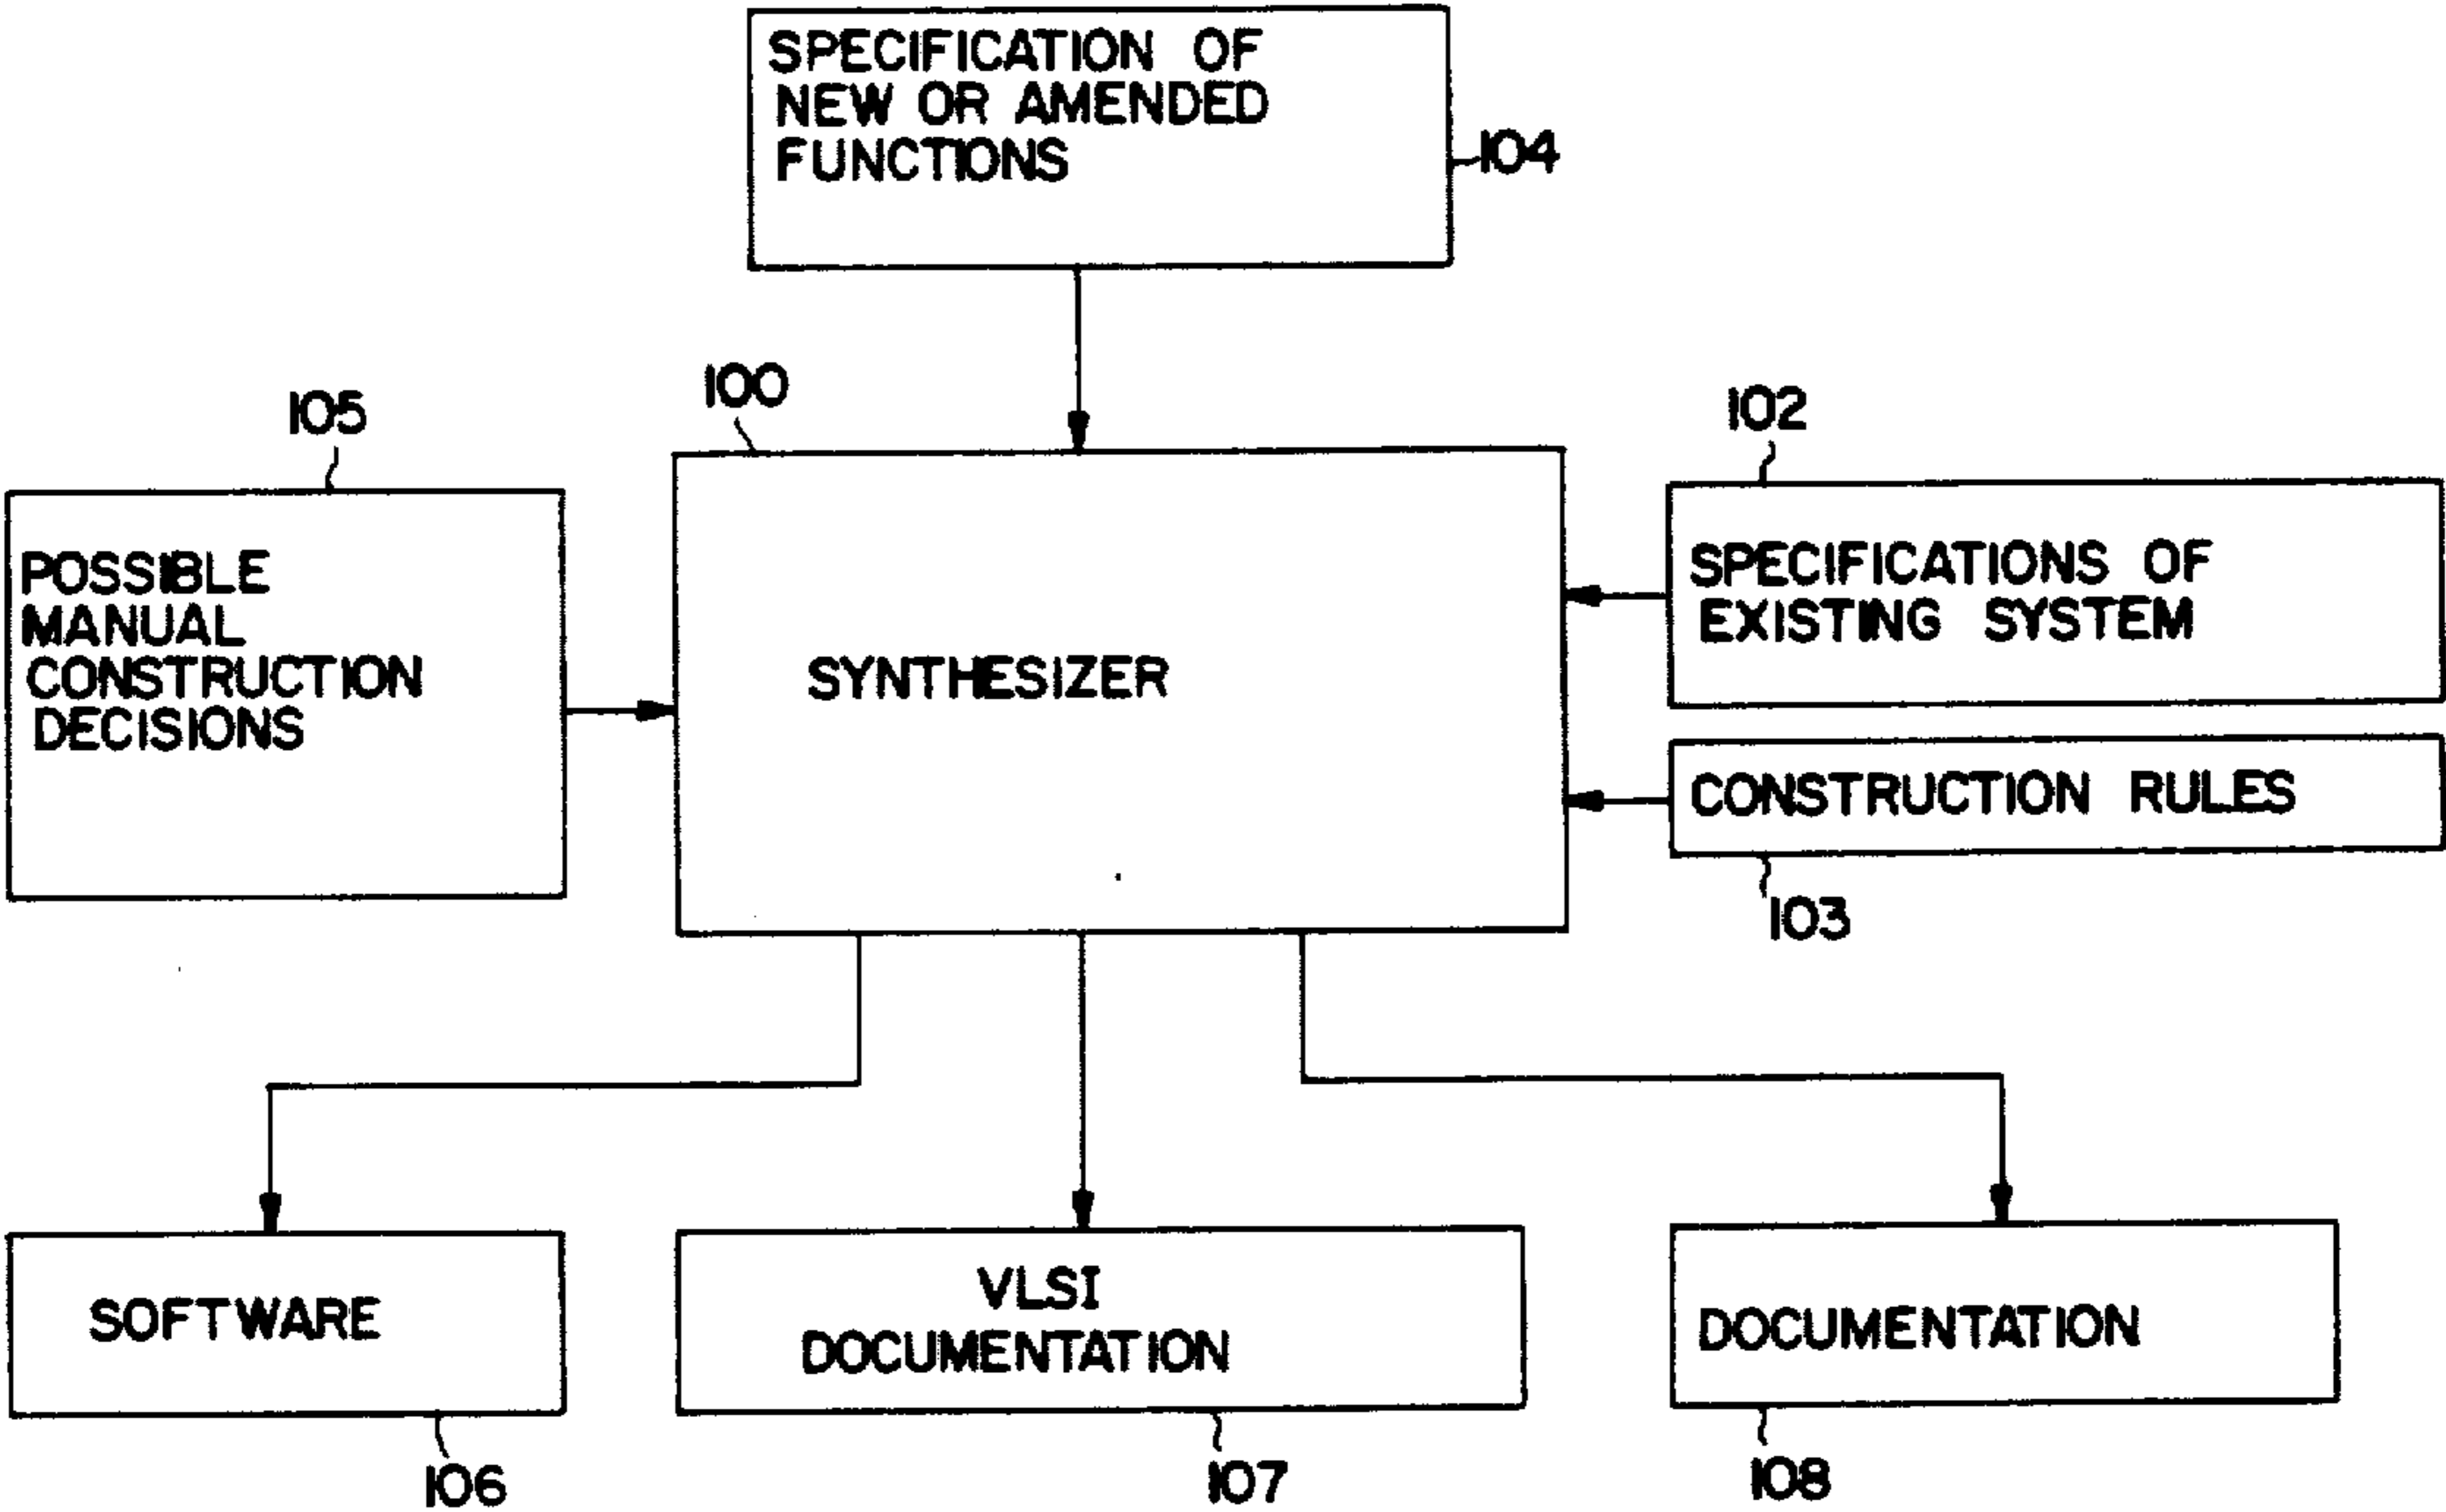 SPECIFICATION OF
NEW OR AMENDED
FUNCTIONS
104
105
100
102
POSSIBLE
MANUAL
CONSTRUCTION
DECISIONS
SYNTHESIZER
SPECIFICATIONS OF
EXISTING SYSTEM
CONSTRUCTION RULES
103
SOFTWARE
VLSI
DOCUMENTATION
DOCUMENTATION
106
107
108